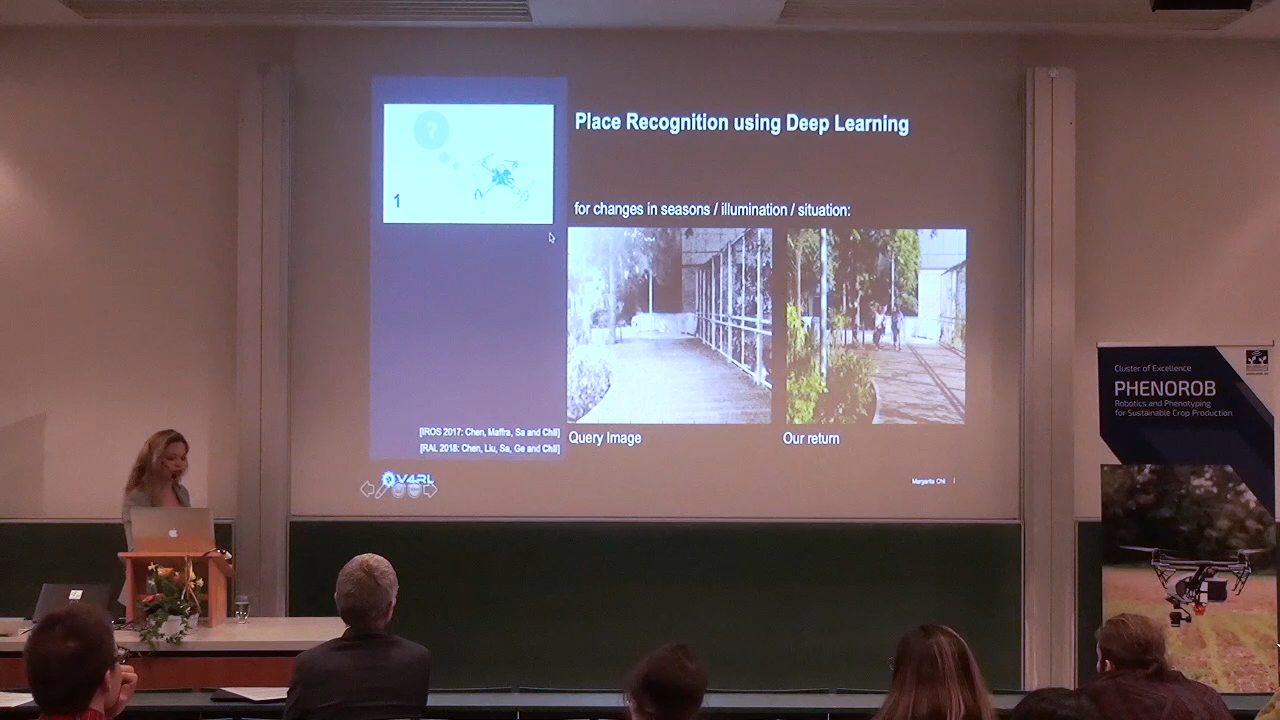 Place Recognition using Deep Learning
1
?
for changes in seasons / illumination / situation:
[IROS 2017: Chen, Maffra, Sa and Chli]
[RAL 2018: Chen, Liu, Sa, Ge and Chli]
Query Image
Our return
V4RL
Margarita Chli
Cluster of Excellence
PHENOROB
Robotics and Phenotyping
for Sustainable Crop Production